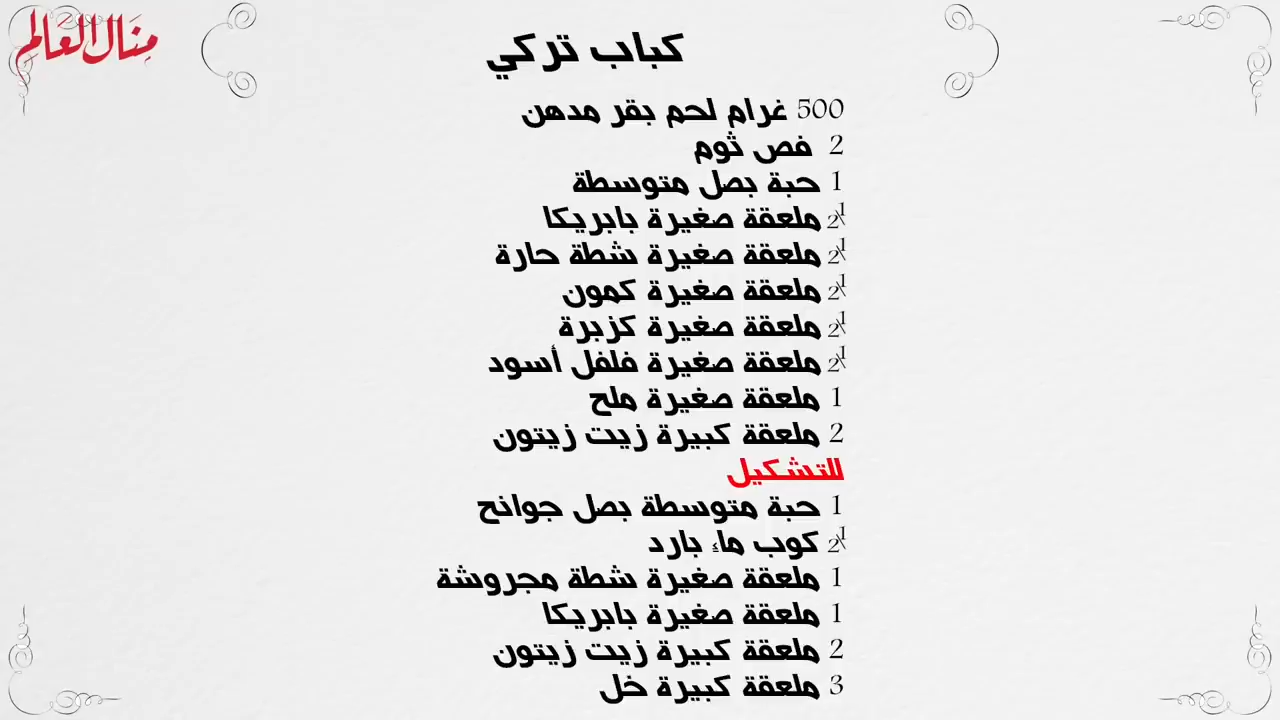 منال العالم
كباب تركي
500 غرام لحم بقر مدهن
2 فص ثوم
1 حبة بصل متوسطة
1\2 ملعقة صغيرة بابريكا
1\2 ملعقة صغيرة شطة حارة
1\2 ملعقة صغيرة كمون
1\2 ملعقة صغيرة كزبرة
1\2 ملعقة صغيرة فلفل أسود
1 ملعقة صغيرة ملح
2 ملعقة كبيرة زيت زيتون
للتشكيل
1 حبة متوسطة بصل جوانح
1\2 كوب ماء بارد
1 ملعقة صغيرة شطة مجروشة
1 ملعقة صغيرة بابريكا
2 ملعقة كبيرة زيت زيتون
3 ملعقة كبيرة خل